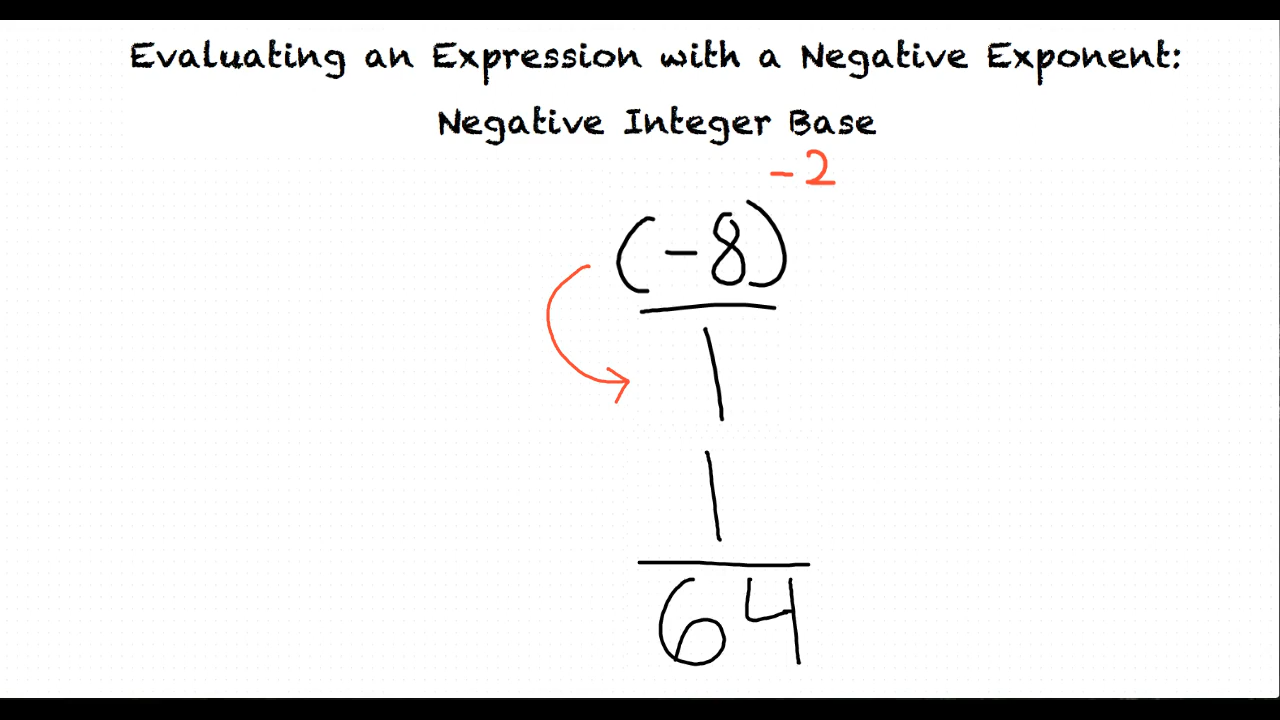 Evaluating an Expression with a Negative Exponent:
Negative Integer Base
-2
(-8)
1
1
64